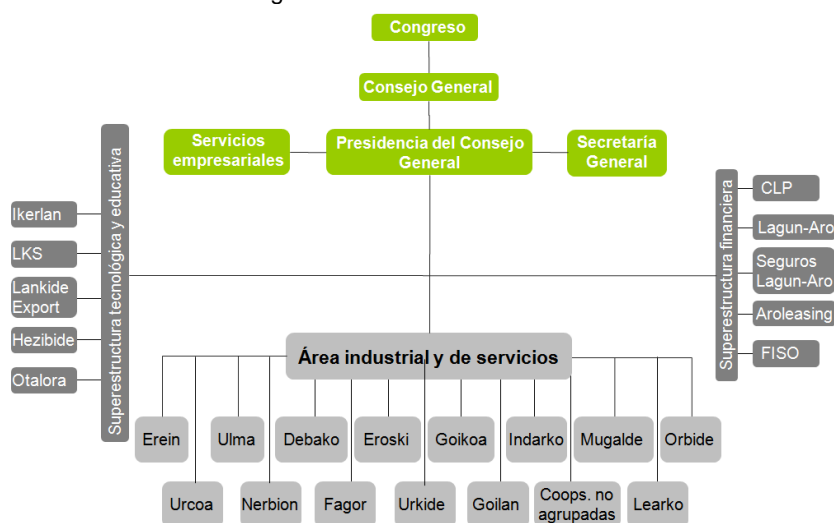 Congreso
Consejo General
Servicios
empresariales
Presidencia del Consejo
General
Secretaría
General
Superestructura tecnológica y educativa
Ikerlan
LKS
Lankide
Export
Hezibide
Otalora
Superestructura financiera
CLP
Lagun-Aro
Seguros
Lagun-Aro
Aroleasing
FISO
Área industrial y de servicios
Erein
Ulma
Debako
Eroski
Goikoa
Indarko
Mugalde
Orbide
Urcoa
Nerbion
Fagor
Urkide
Goilan
Coops. no
agrupadas
Learko